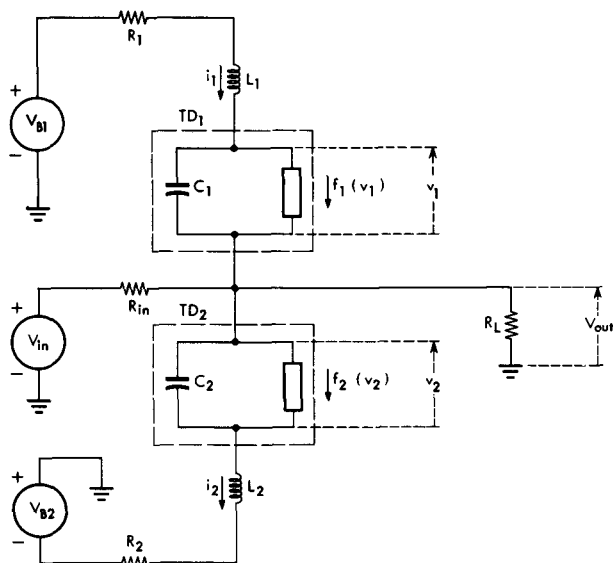 R1
+
i1
L1
VB1
TD1
−
C1
f1 (v1)
v1
+
Rin
TD2
Vin
RL
Vout
−
C2
f2 (v2)
v2
+
VB2
i2
L2
−
R2